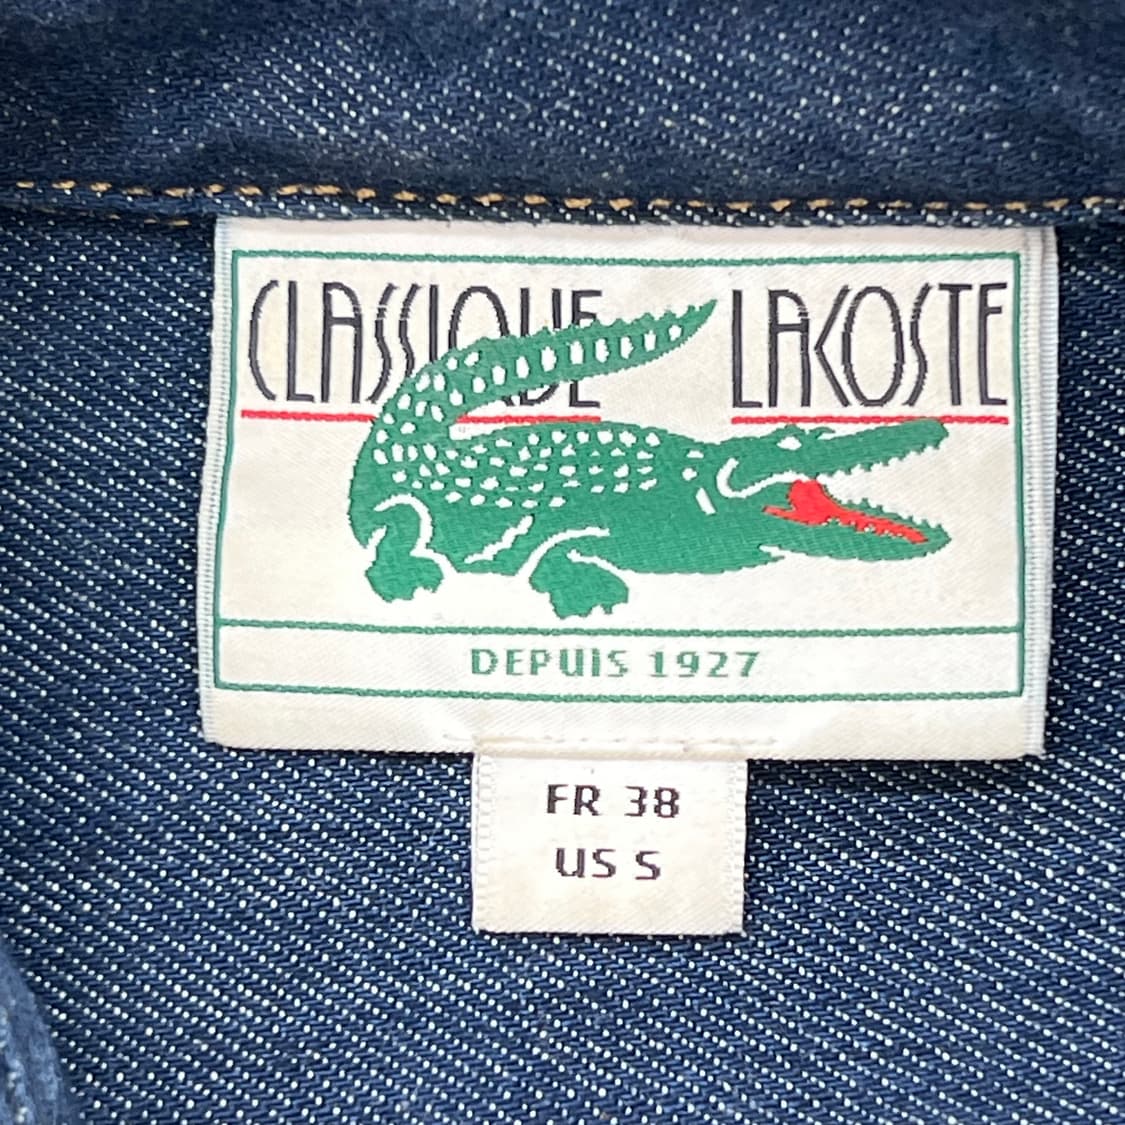 CLASSIQUE LACOSTE
DEPUIS 1927
FR 38
US S